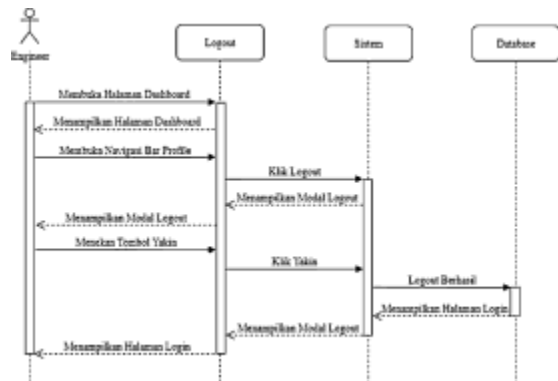 Engineer
Logout
Sistem
Database
Membuka Halaman Dashboard
Menampilkan Halaman Dashboard
Membuka Navigasi Bar Profile
Klik Logout
Menampilkan Modal Logout
Menampilkan Modal Logout
Menekan Tombol Yakin
Klik Yakin
Logout Berhasil
Menampilkan Halaman Login
Menampilkan Modal Logout
Menampilkan Halaman Login